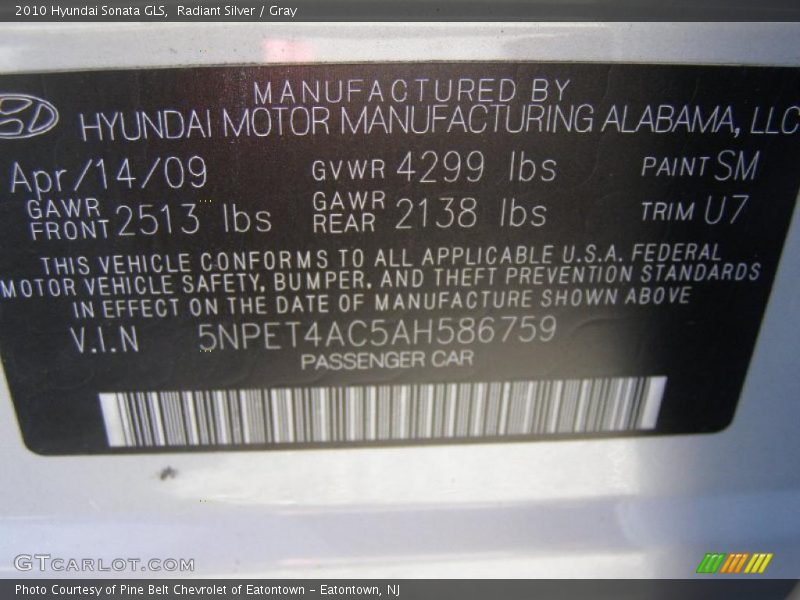 2010 Hyundai Sonata GLS, Radiant Silver / Gray
MANUFACTURED BY
HYUNDAI MOTOR MANUFACTURING ALABAMA, LLC
Apr/14/09 GVWR 4299 lbs PAINT SM
GAWR FRONT 2513 lbs GAWR REAR 2138 lbs TRIM U7
THIS VEHICLE CONFORMS TO ALL APPLICABLE U.S.A. FEDERAL
MOTOR VEHICLE SAFETY, BUMPER, AND THEFT PREVENTION STANDARDS
IN EFFECT ON THE DATE OF MANUFACTURE SHOWN ABOVE
V.I.N 5NPET4AC5AH586759
PASSENGER CAR
GTCARLOT.COM
Photo Courtesy of Pine Belt Chevrolet of Eatontown – Eatontown, NJ